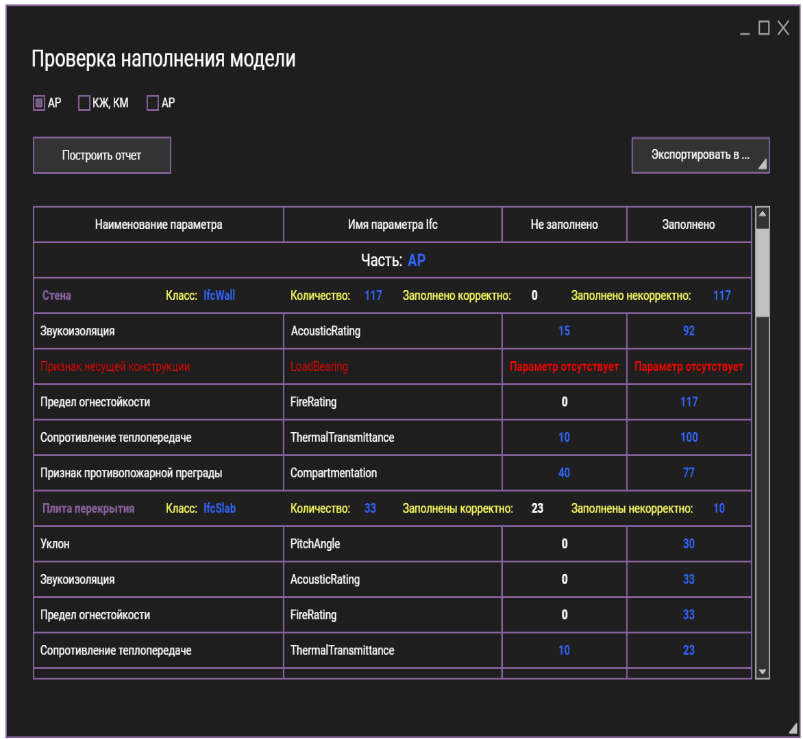 Проверка наполнения модели
АР КЖ, КМ АР
Построить отчет Экспортировать в ...
Наименование параметра Имя параметра Ifc Не заполнено Заполнено
Часть: АР
Стена Класс: IfcWall Количество: 117 Заполнено корректно: 0 Заполнено некорректно: 117
Звукоизоляция AcousticRating 15 92
Признак несущей конструкции LoadBearing Параметр отсутствует Параметр отсутствует
Предел огнестойкости FireRating 0 117
Сопротивление теплопередаче ThermalTransmittance 10 100
Признак противопожарной преграды Compartmentation 40 77
Плита перекрытия Класс: IfcSlab Количество: 33 Заполнены корректно: 23 Заполнены некорректно: 10
Уклон PitchAngle 0 30
Звукоизоляция AcousticRating 0 33
Предел огнестойкости FireRating 0 33
Сопротивление теплопередаче ThermalTransmittance 10 23